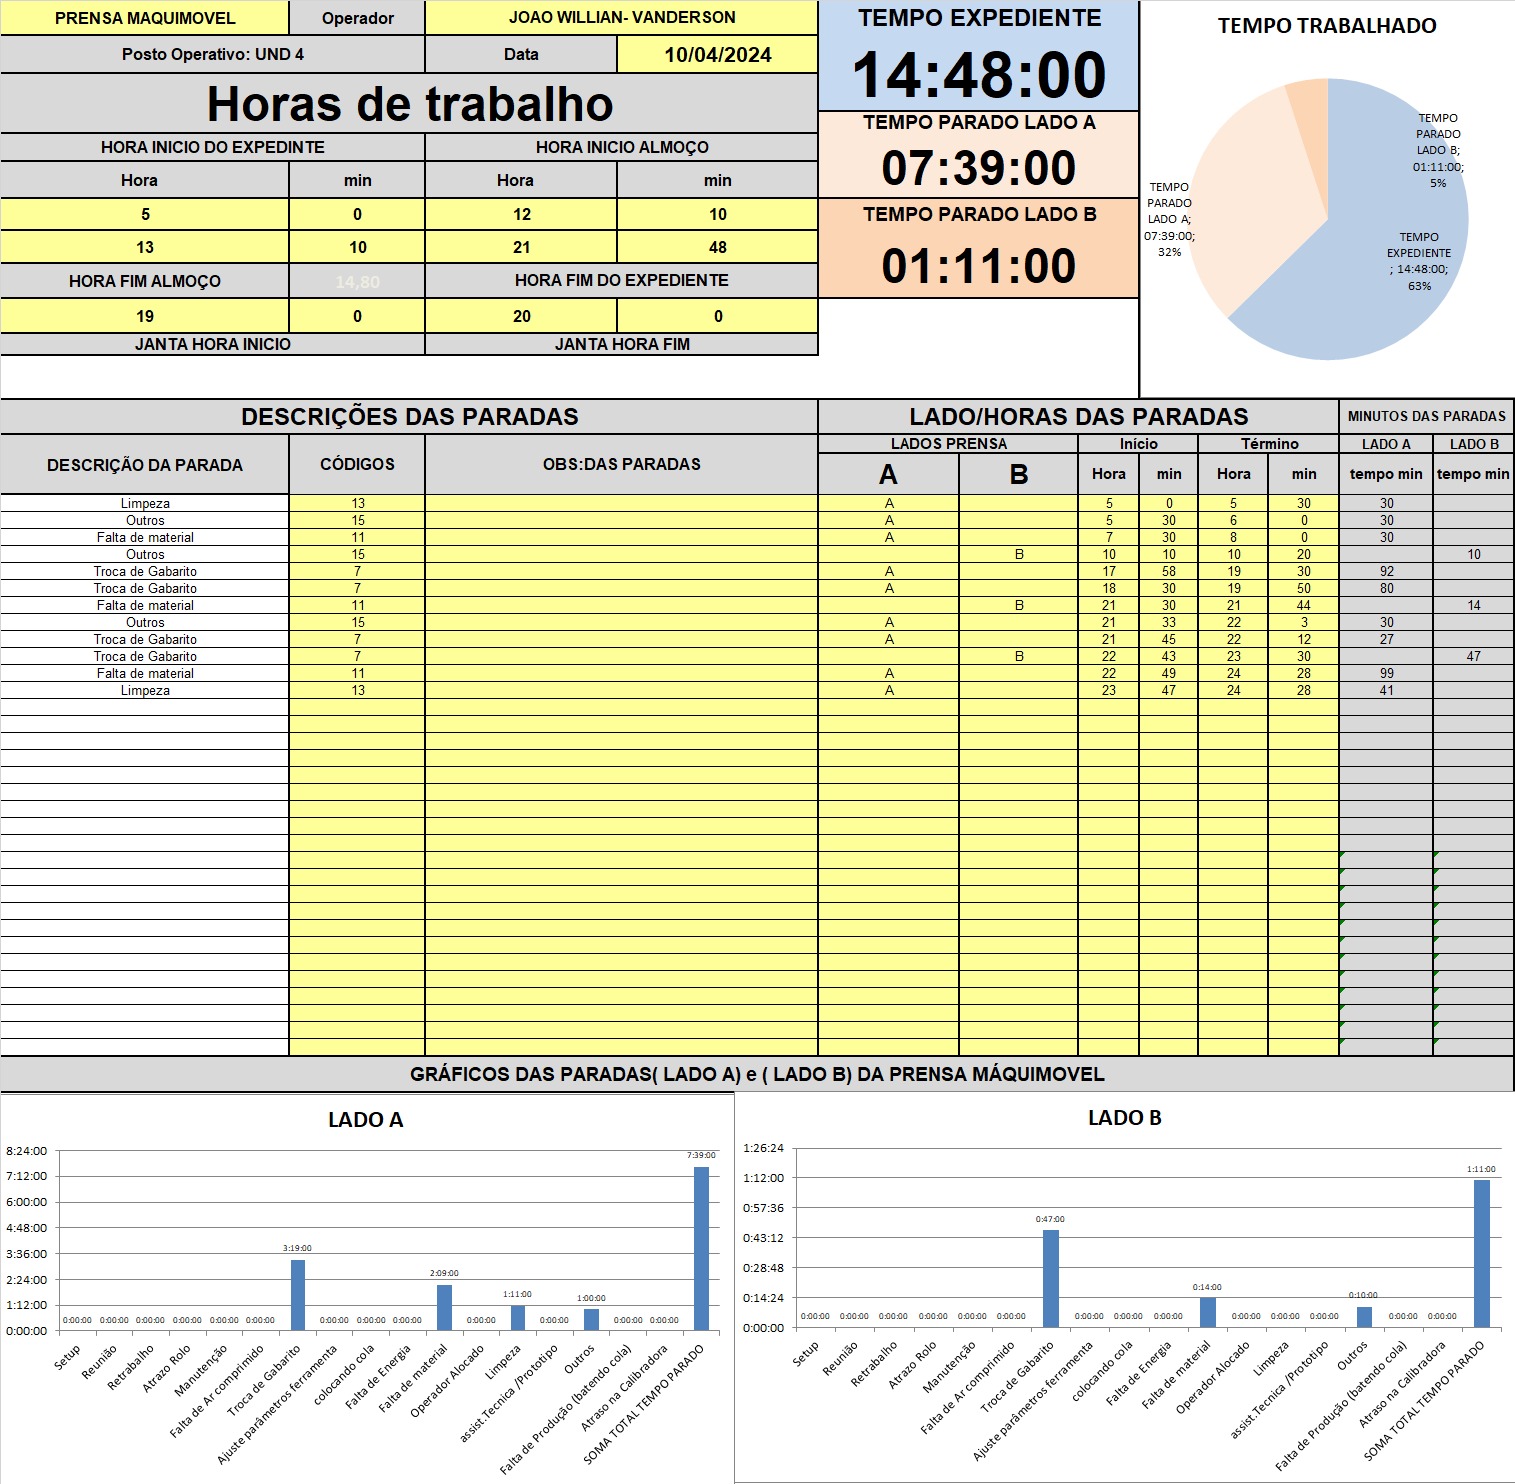 PRENSA MAQUIMOVEL Operador JOAO WILLIAN- VANDERSON
Posto Operativo: UND 4 Data 10/04/2024
Horas de trabalho
HORA INICIO DO EXPEDINTE HORA INICIO ALMOÇO
Hora min Hora min
5 0 12 10
13 10 21 48
HORA FIM ALMOÇO 14,80 HORA FIM DO EXPEDIENTE
19 0 20 0
JANTA HORA INICIO JANTA HORA FIM
TEMPO EXPEDIENTE
14:48:00
TEMPO PARADO LADO A
07:39:00
TEMPO PARADO LADO B
01:11:00
TEMPO TRABALHADO
TEMPO
PARADO
LADO B;
01:11:00;
5%
TEMPO
PARADO
LADO A;
07:39:00;
32%
TEMPO
EXPEDIENTE
; 14:48:00;
63%
DESCRIÇÕES DAS PARADAS LADO/HORAS DAS PARADAS MINUTOS DAS PARADAS
DESCRIÇÃO DA PARADA CÓDIGOS OBS:DAS PARADAS LADOS PRENSA Início Término LADO A LADO B
A B Hora min Hora min tempo min tempo min
Limpeza 13 A 5 0 5 30 30
Outros 15 A 5 30 6 0 30
Falta de material 11 A 7 30 8 0 30
Outros 15 B 10 10 10 20 10
Troca de Gabarito 7 A 17 58 19 30 92
Troca de Gabarito 7 A 18 30 19 50 80
Falta de material 11 B 21 30 21 44 14
Outros 15 A 21 33 22 3 30
Troca de Gabarito 7 A 21 45 22 12 27
Troca de Gabarito 7 B 22 43 23 30 47
Falta de material 11 A 22 49 24 28 99
Limpeza 13 A 23 47 24 28 41
GRÁFICOS DAS PARADAS( LADO A) e ( LADO B) DA PRENSA MÁQUIMOVEL
LADO A
8:24:00
7:12:00
6:00:00
4:48:00
3:36:00
2:24:00
1:12:00
0:00:00
0:00:00 0:00:00 0:00:00 0:00:00 0:00:00 0:00:00 3:19:00 0:00:00 0:00:00 0:00:00 2:09:00 0:00:00 1:11:00 0:00:00 1:00:00 0:00:00 0:00:00 7:39:00
Setup
Reunião
Retrabalho
Atrazo Rolo
Manutenção
Falta de Ar comprimido
Troca de Gabarito
Ajuste parâmetros ferramenta
colocando cola
Falta de Energia
Falta de material
Operador Alocado
Limpeza
assist.Tecnica /Prototipo
Outros
Falta de Produção (batendo cola)
Atraso na Calibradora
SOMA TOTAL TEMPO PARADO
LADO B
1:26:24
1:12:00
0:57:36
0:43:12
0:28:48
0:14:24
0:00:00
0:00:00 0:00:00 0:00:00 0:00:00 0:00:00 0:00:00 0:47:00 0:00:00 0:00:00 0:00:00 0:14:00 0:00:00 0:00:00 0:00:00 0:10:00 0:00:00 0:00:00 1:11:00
Setup
Reunião
Retrabalho
Atrazo Rolo
Manutenção
Falta de Ar comprimido
Troca de Gabarito
Ajuste parâmetros ferramenta
colocando cola
Falta de Energia
Falta de material
Operador Alocado
Limpeza
assist.Tecnica /Prototipo
Outros
Falta de Produção (batendo cola)
Atraso na Calibradora
SOMA TOTAL TEMPO PARADO